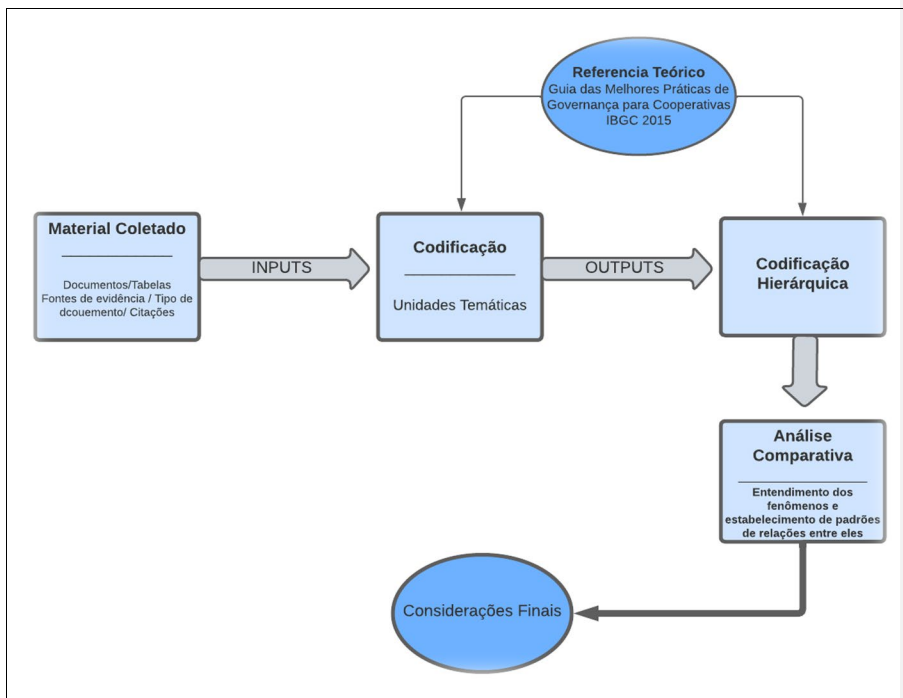 Referencia Teórico
Guia das Melhores Práticas de
Governança para Cooperativas
IBGC 2015
Material Coletado
Documentos/Tabelas
Fontes de evidência / Tipo de
dcouemento/ Citações
INPUTS
Codificação
Unidades Temáticas
OUTPUTS
Codificação
Hierárquica
Análise
Comparativa
Entendimento dos
fenômenos e
estabelecimento de padrões
de relações entre eles
Considerações Finais